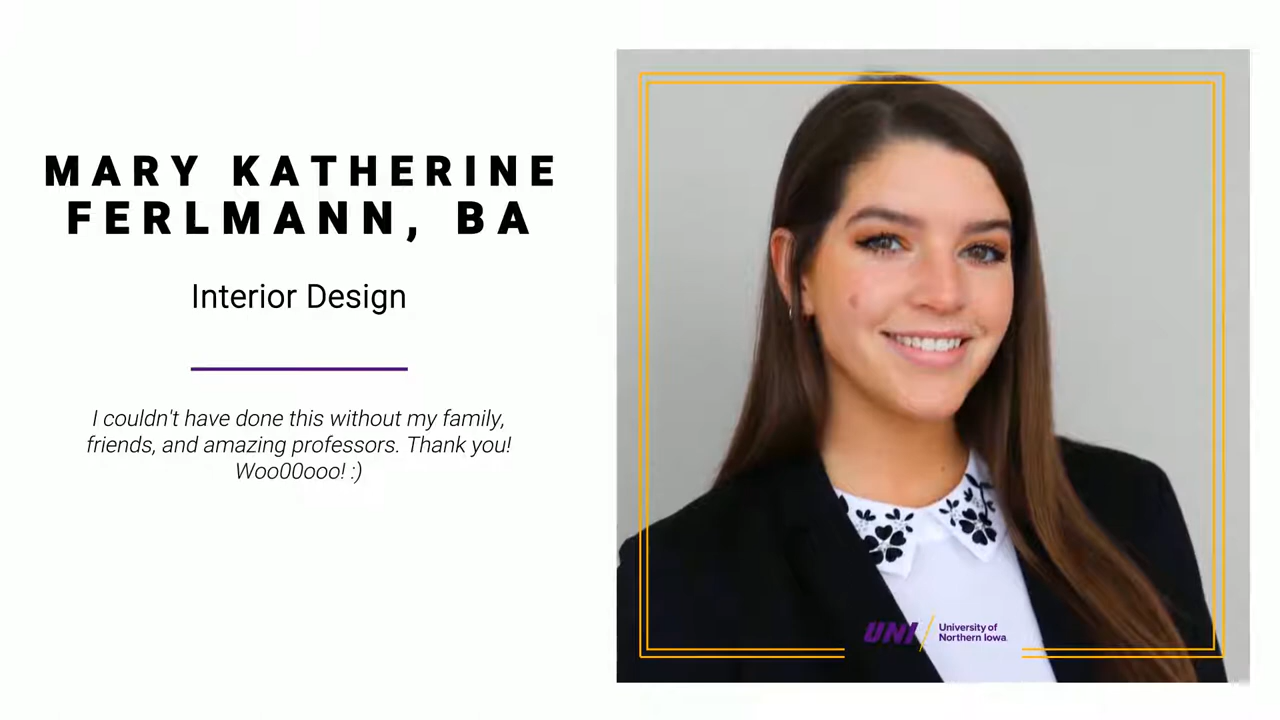 MARY KATHERINE
FERLMANN, BA
Interior Design
I couldn't have done this without my family,
friends, and amazing professors. Thank you!
Woo00ooo! :)
UNI
University of
Northern Iowa